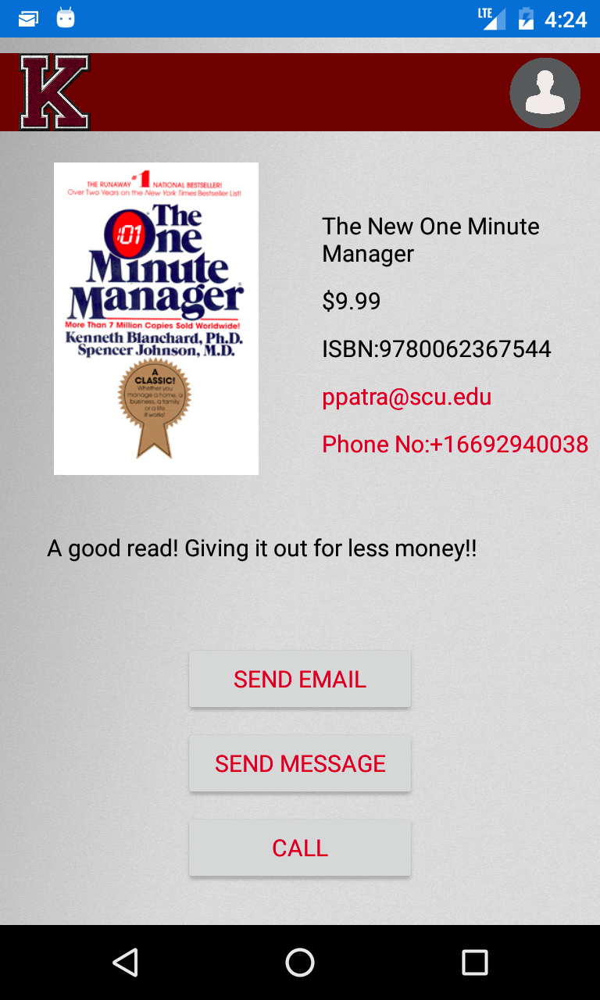 LTE 4:24
K
THE RUNAWAY #1 NATIONAL BESTSELLER!
Over Two Years on the New York Times Bestseller List!
The
:01 One
Minute
Manager®
More Than 7 Million Copies Sold Worldwide!
Kenneth Blanchard, Ph.D.
Spencer Johnson, M.D.
A
CLASSIC!
Whether you
manage a home, a
business, a family,
or a life...
it works!
The New One Minute
Manager
$9.99
ISBN:9780062367544
ppatra@scu.edu
Phone No:+16692940038
A good read! Giving it out for less money!!
SEND EMAIL
SEND MESSAGE
CALL